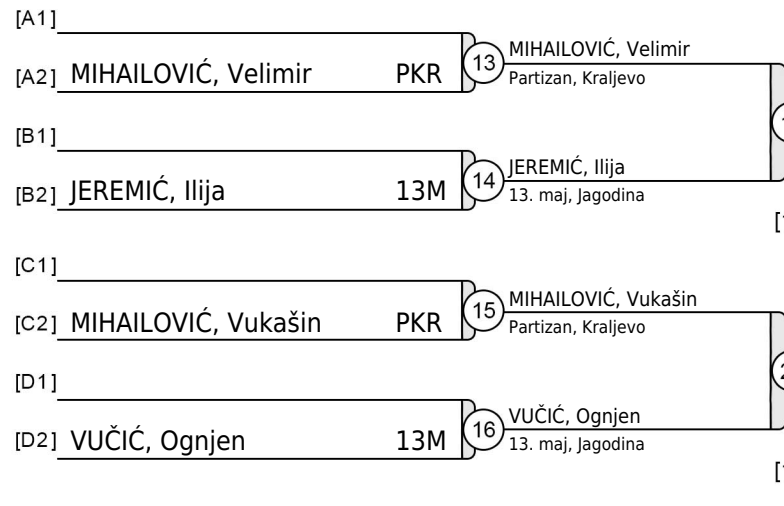 [A1]
[A2] MIHAILOVIĆ, Velimir PKR
13
MIHAILOVIĆ, Velimir
Partizan, Kraljevo
[B1]
[B2] JEREMIĆ, Ilija 13M
14
JEREMIĆ, Ilija
13. maj, Jagodina
[C1]
[C2] MIHAILOVIĆ, Vukašin PKR
15
MIHAILOVIĆ, Vukašin
Partizan, Kraljevo
[D1]
[D2] VUČIĆ, Ognjen 13M
16
VUČIĆ, Ognjen
13. maj, Jagodina